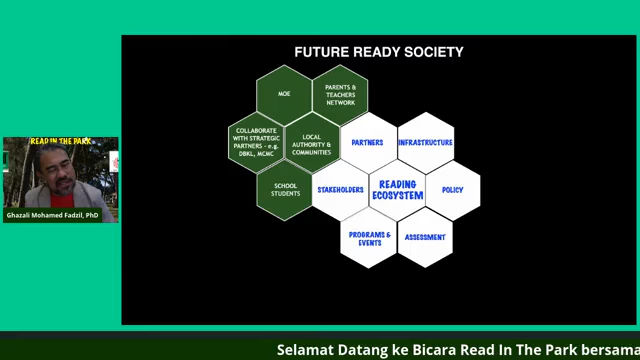 FUTURE READY SOCIETY
MOE
PARENTS &
TEACHERS
NETWORK
COLLABORATE
WITH STRATEGIC
PARTNERS - e.g.
DBKL, MCMC
LOCAL
AUTHORITY &
COMMUNITIES
PARTNERS
INFRASTRUCTURE
SCHOOL
STUDENTS
STAKEHOLDERS
READING
ECOSYSTEM
POLICY
PROGRAMS &
EVENTS
ASSESSMENT
READ IN THE PARK
Ghazali Mohamed Fadzil, PhD
Selamat Datang ke Bicara Read In The Park bersama